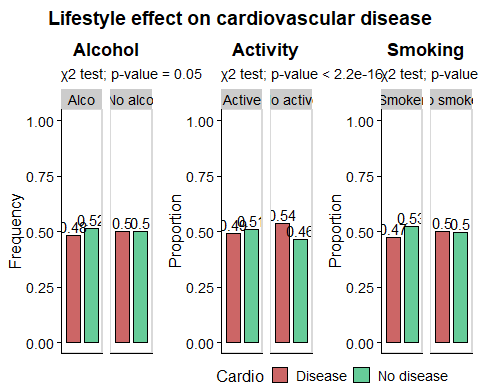 Lifestyle effect on cardiovascular disease
Alcohol
χ2 test; p-value = 0.05
Alco No alco
1.00
0.75
0.50
0.25
0.00
Frequency
0.48 0.52 0.5 0.5
Activity
χ2 test; p-value < 2.2e-16
Active o active
1.00
0.75
0.50
0.25
0.00
Proportion
0.49 0.51 0.54 0.46
Smoking
χ2 test; p-value
Smoker o smoke
1.00
0.75
0.50
0.25
0.00
Proportion
0.47 0.53 0.5 0.5
Cardio Disease No disease